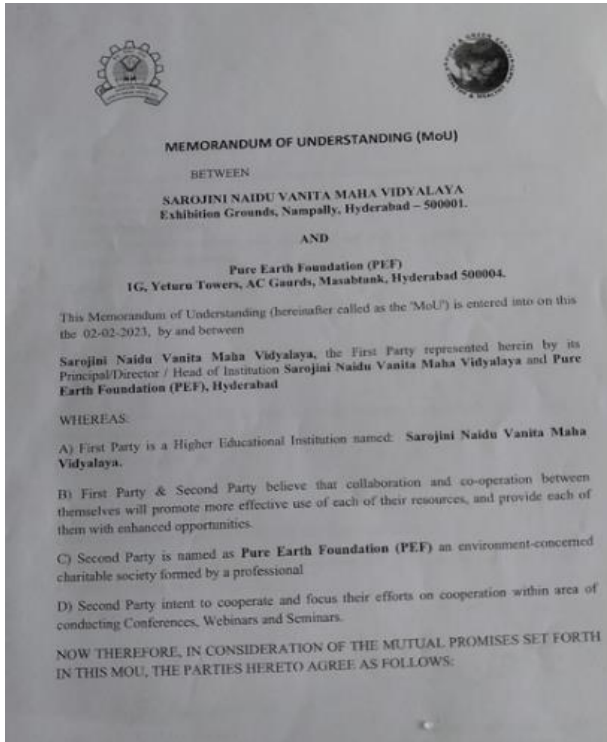 MEMORANDUM OF UNDERSTANDING (MoU)
BETWEEN
SAROJINI NAIDU VANITA MAHA VIDYALAYA
Exhibition Grounds, Nampally, Hyderabad – 500001.
AND
Pure Earth Foundation (PEF)
1G, Yeturu Towers, AC Gaurds, Masabtank, Hyderabad 500004.
This Memorandum of Understanding (hereinafter called as the 'MoU') is entered into on this
the 02-02-2023, by and between
Sarojini Naidu Vanita Maha Vidyalaya, the First Party represented herein by its
Principal/Director / Head of Institution Sarojini Naidu Vanita Maha Vidyalaya and Pure
Earth Foundation (PEF), Hyderabad
WHEREAS:
A) First Party is a Higher Educational Institution named: Sarojini Naidu Vanita Maha
Vidyalaya.
B) First Party & Second Party believe that collaboration and co-operation between
themselves will promote more effective use of each of their resources, and provide each of
them with enhanced opportunities.
C) Second Party is named as Pure Earth Foundation (PEF) an environment-concerned
charitable society formed by a professional
D) Second Party intent to cooperate and focus their efforts on cooperation within area of
conducting Conferences, Webinars and Seminars.
NOW THEREFORE, IN CONSIDERATION OF THE MUTUAL PROMISES SET FORTH
IN THIS MOU, THE PARTIES HERETO AGREE AS FOLLOWS: